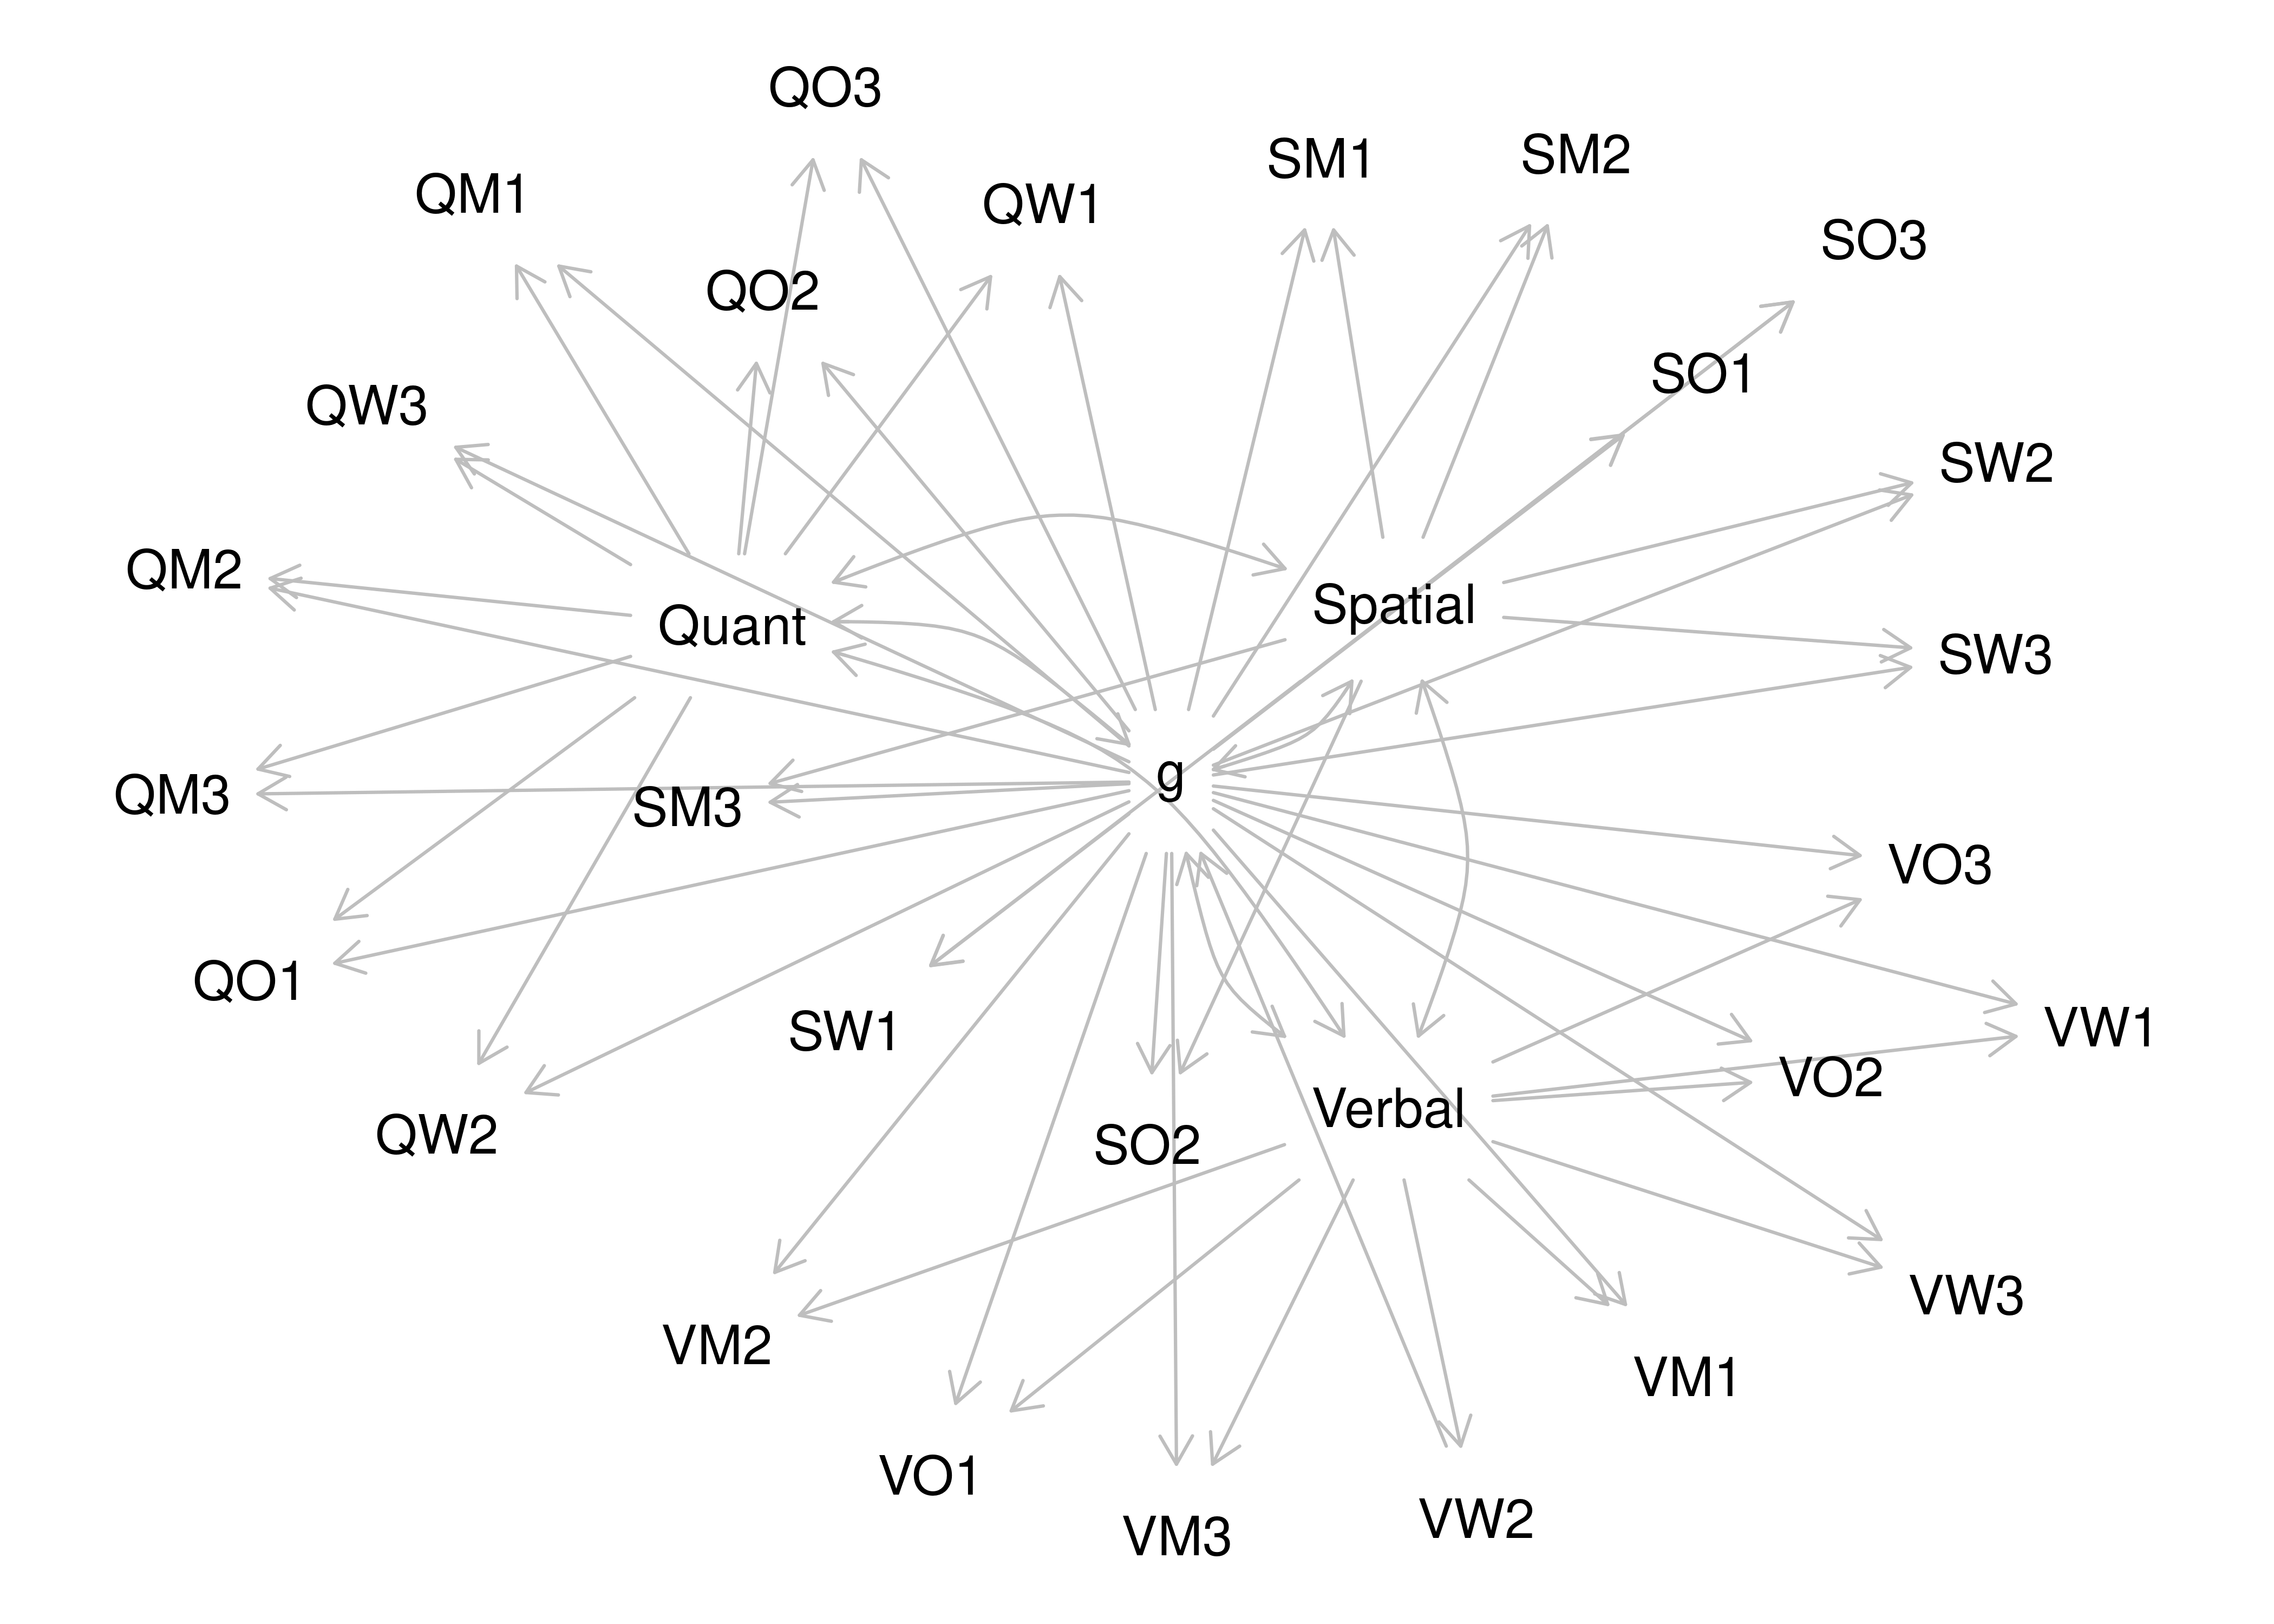 QO3
SM1
SM2
QM1
QW1
SO3
QO2
SO1
QW3
SW2
QM2
Spatial
Quant
SW3
g
QM3
SM3
VO3
QO1
SW1
VW1
VO2
Verbal
QW2
SO2
VW3
VM2
VM1
VO1
VW2
VM3